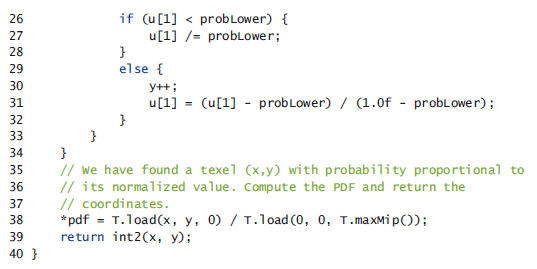 26 if (u[1] < probLower) {
27 u[1] /= probLower;
28 }
29 else {
30 y++;
31 u[1] = (u[1] - probLower) / (1.0f - probLower);
32 }
33 }
34 }
35 // We have found a texel (x,y) with probability proportional to
36 // its normalized value. Compute the PDF and return the
37 // coordinates.
38 *pdf = T.load(x, y, 0) / T.load(0, 0, T.maxMip());
39 return int2(x, y);
40 }